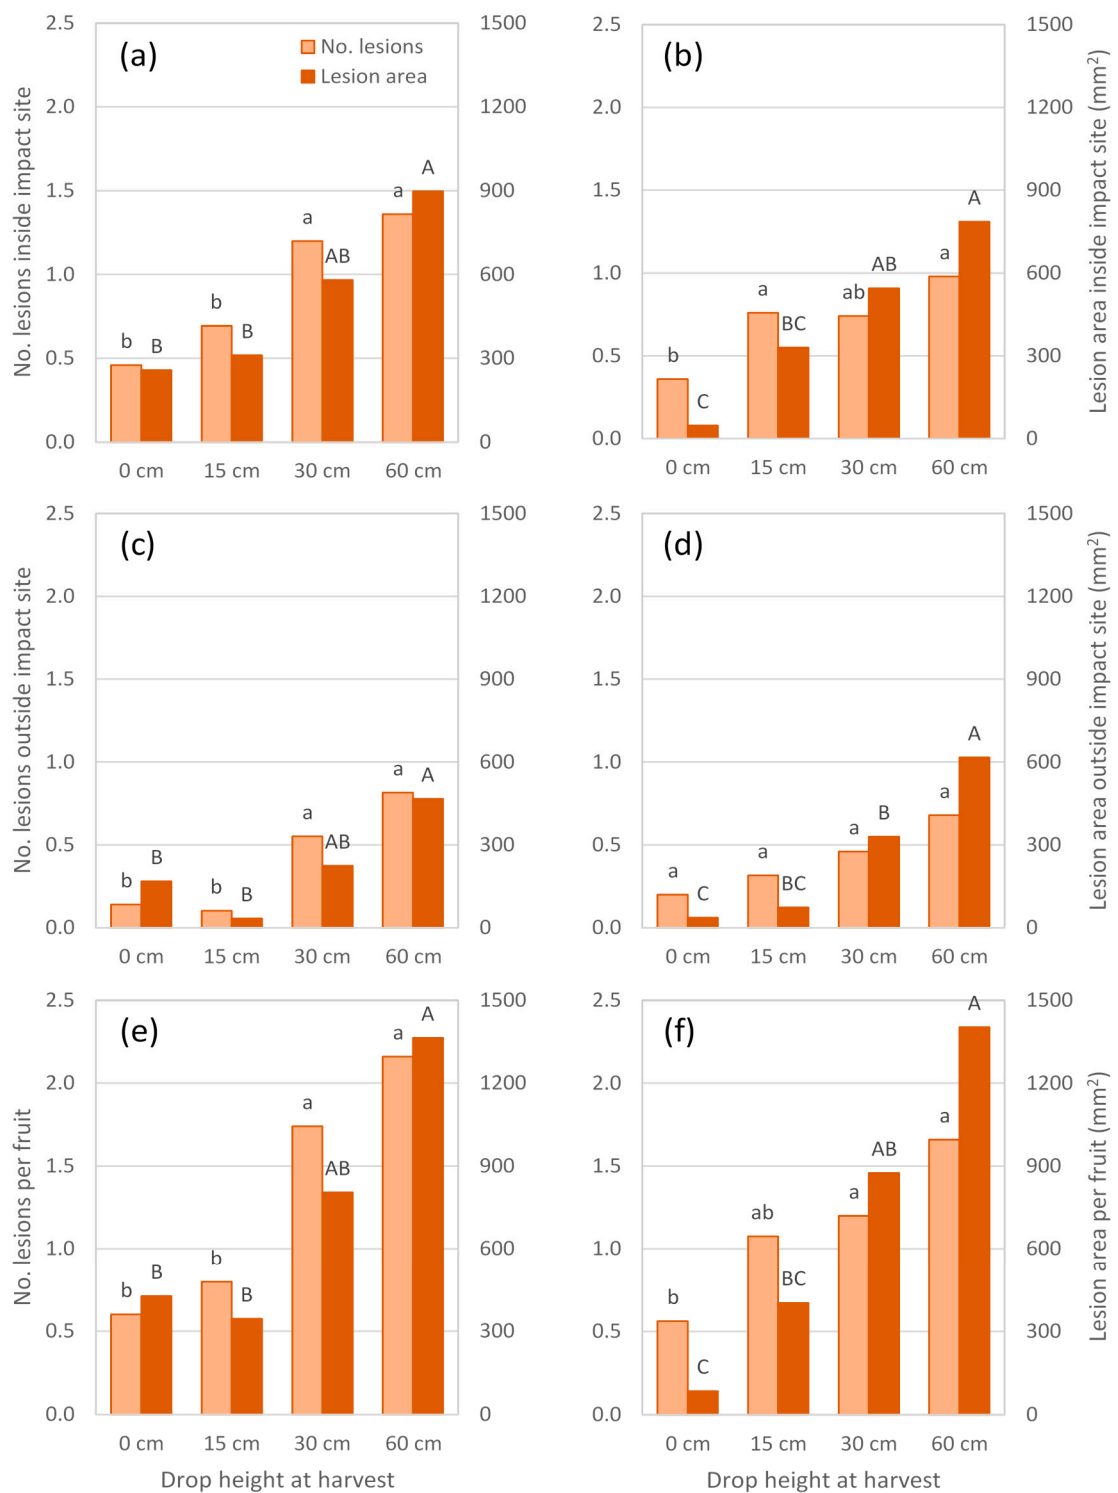 (a)
No. lesions
Lesion area
No. lesions inside impact site
2.5
2.0
1.5
1.0
0.5
0.0
1500
1200
900
600
300
0
b B b B a AB a A
0 cm 15 cm 30 cm 60 cm
(b)
2.5
2.0
1.5
1.0
0.5
0.0
1500
1200
900
600
300
0
Lesion area inside impact site (mm²)
b C a BC ab AB a A
0 cm 15 cm 30 cm 60 cm
(c)
No. lesions outside impact site
2.5
2.0
1.5
1.0
0.5
0.0
1500
1200
900
600
300
0
b B b B a AB a A
0 cm 15 cm 30 cm 60 cm
(d)
2.5
2.0
1.5
1.0
0.5
0.0
1500
1200
900
600
300
0
Lesion area outside impact site (mm²)
a C a BC a B a A
0 cm 15 cm 30 cm 60 cm
(e)
No. lesions per fruit
2.5
2.0
1.5
1.0
0.5
0.0
1500
1200
900
600
300
0
b B b B a AB a A
0 cm 15 cm 30 cm 60 cm
Drop height at harvest
(f)
2.5
2.0
1.5
1.0
0.5
0.0
1500
1200
900
600
300
0
Lesion area per fruit (mm²)
b C ab BC a AB a A
0 cm 15 cm 30 cm 60 cm
Drop height at harvest